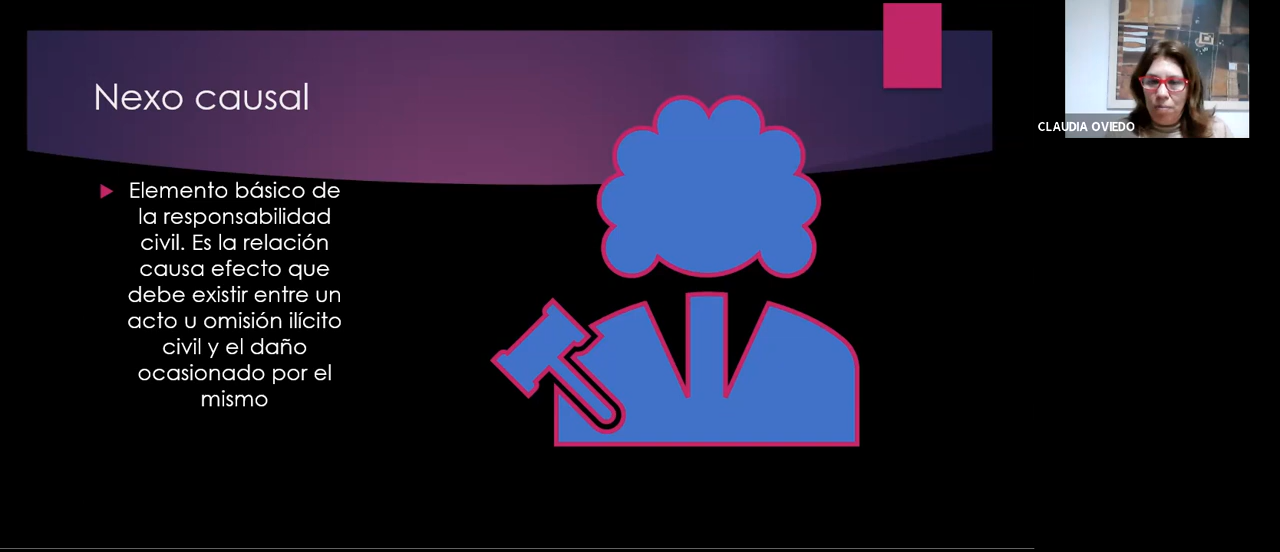 Nexo causal
Elemento básico de
la responsabilidad
civil. Es la relación
causa efecto que
debe existir entre un
acto u omisión ilícito
civil y el daño
ocasionado por el
mismo
CLAUDIA OVIEDO